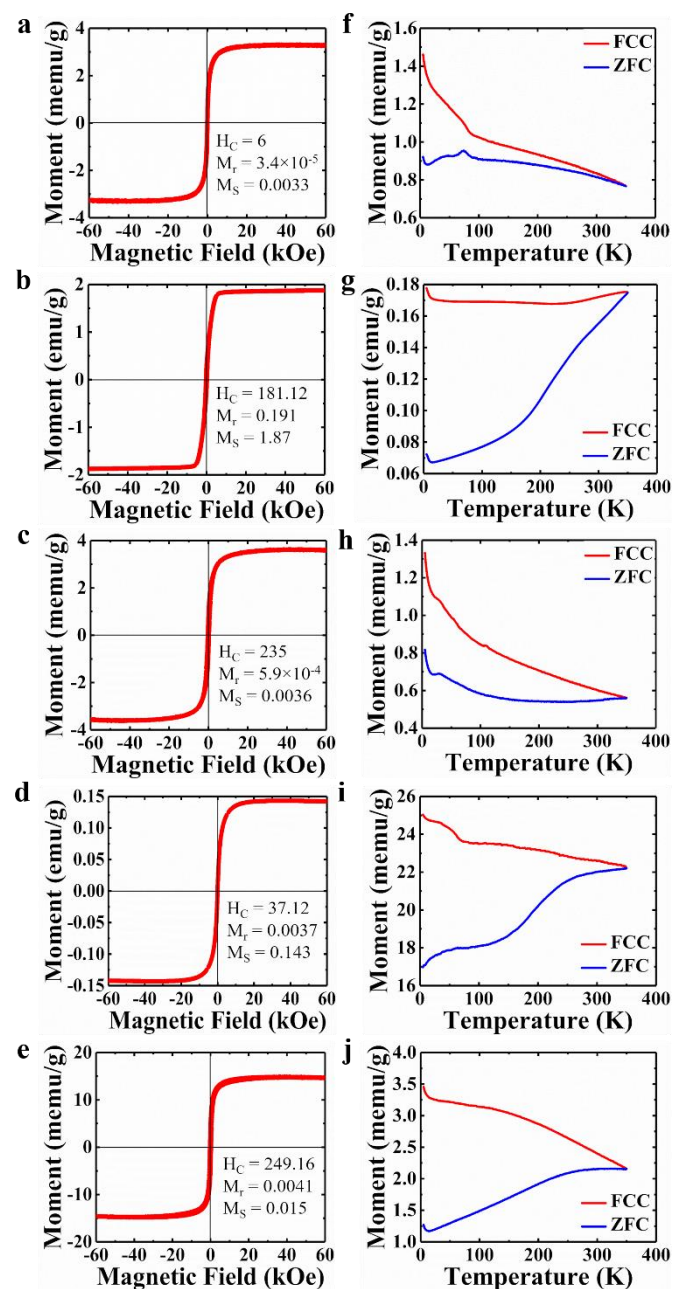 a
Moment (memu/g)
4
2
0
-2
-4
H_C = 6
M_r = 3.4×10^-5
M_S = 0.0033
-60 -40 -20 0 20 40 60
Magnetic Field (kOe)
f
Moment (memu/g)
1.6
1.4
1.2
1.0
0.8
0.6
FCC
ZFC
0 100 200 300 400
Temperature (K)
b
Moment (emu/g)
2
1
0
-1
-2
H_C = 181.12
M_r = 0.191
M_S = 1.87
-60 -40 -20 0 20 40 60
Magnetic Field (kOe)
g
Moment (emu/g)
0.18
0.16
0.14
0.12
0.10
0.08
0.06
FCC
ZFC
0 100 200 300 400
Temperature (K)
c
Moment (memu/g)
4
2
0
-2
-4
H_C = 235
M_r = 5.9×10^-4
M_S = 0.0036
-60 -40 -20 0 20 40 60
Magnetic Field (kOe)
h
Moment (memu/g)
1.4
1.2
1.0
0.8
0.6
0.4
FCC
ZFC
0 100 200 300 400
Temperature (K)
d
Moment (emu/g)
0.15
0.10
0.05
0.00
-0.05
-0.10
-0.15
H_C = 37.12
M_r = 0.0037
M_S = 0.143
-60 -40 -20 0 20 40 60
Magnetic Field (kOe)
i
Moment (memu/g)
26
24
22
20
18
16
FCC
ZFC
0 100 200 300 400
Temperature (K)
e
Moment (memu/g)
20
10
0
-10
-20
H_C = 249.16
M_r = 0.0041
M_S = 0.015
-60 -40 -20 0 20 40 60
Magnetic Field (kOe)
j
Moment (memu/g)
4.0
3.5
3.0
2.5
2.0
1.5
1.0
FCC
ZFC
0 100 200 300 400
Temperature (K)